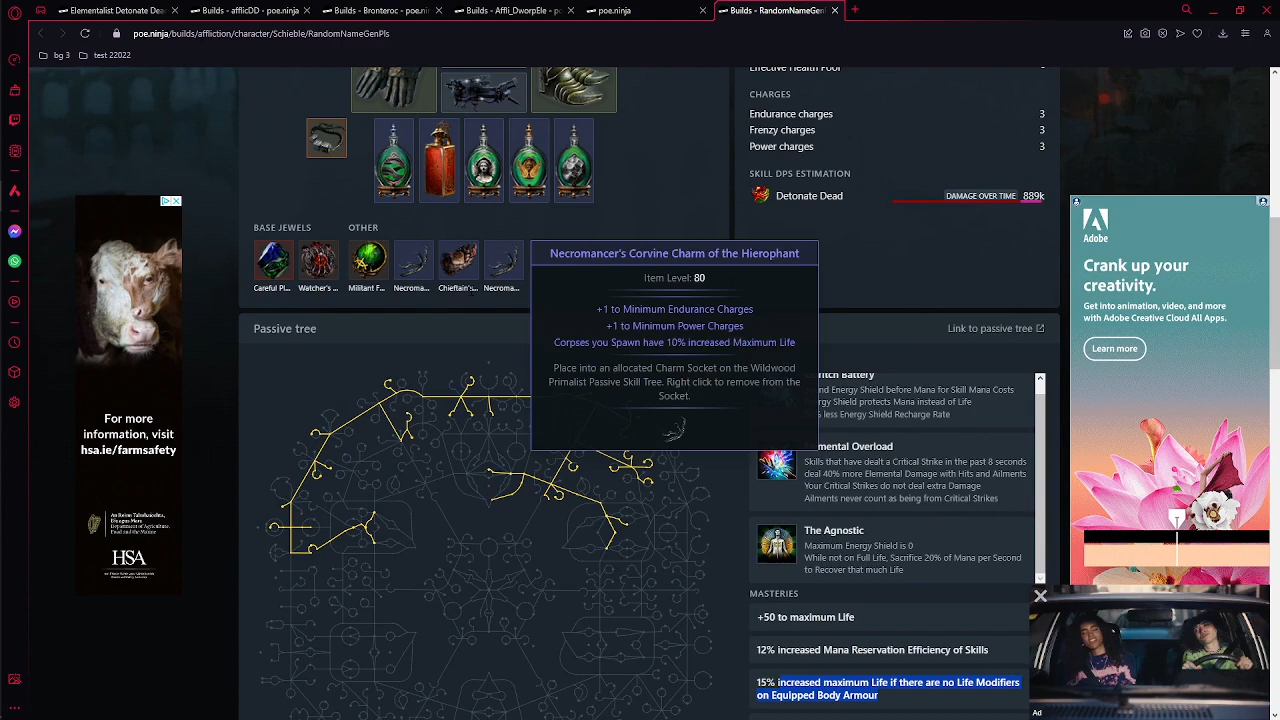 Elementalist Detonate Dea
Builds - afflicDD - poe.ninja
Builds - Bronteroc - poe.nin
Builds - Affli_DworpEle - po
poe.ninja
Builds - RandomNameGenPl
poe.ninja/builds/affliction/character/Schieble/RandomNameGenPls
bg 3
test 22022
Effective Health Pool
CHARGES
Endurance charges 3
Frenzy charges 3
Power charges 3
SKILL DPS ESTIMATION
Detonate Dead DAMAGE OVER TIME 889k
BASE JEWELS
OTHER
Careful Pl... Watcher's ... Militant F... Necroma... Chieftain'... Necroma...
Necromancer's Corvine Charm of the Hierophant
Item Level: 80
+1 to Minimum Endurance Charges
+1 to Minimum Power Charges
Corpses you Spawn have 10% increased Maximum Life
Place into an allocated Charm Socket on the Wildwood
Primalist Passive Skill Tree. Right click to remove from the
Socket.
Passive tree
Link to passive tree
ritch Battery
nd Energy Shield before Mana for Skill Mana Costs
nergy Shield protects Mana instead of Life
% less Energy Shield Recharge Rate
emental Overload
Skills that have dealt a Critical Strike in the past 8 seconds
deal 40% more Elemental Damage with Hits and Ailments
Your Critical Strikes do not deal extra Damage
Ailments never count as being from Critical Strikes
The Agnostic
Maximum Energy Shield is 0
While not on Full Life, Sacrifice 20% of Mana per Second
to Recover that much Life
MASTERIES
+50 to maximum Life
12% increased Mana Reservation Efficiency of Skills
15% increased maximum Life if there are no Life Modifiers
on Equipped Body Armour
For more
information, visit
hsa.ie/farmsafety
HSA
Adobe
Crank up your
creativity.
Get into animation, video, and more
with Adobe Creative Cloud All Apps.
Learn more
Ad